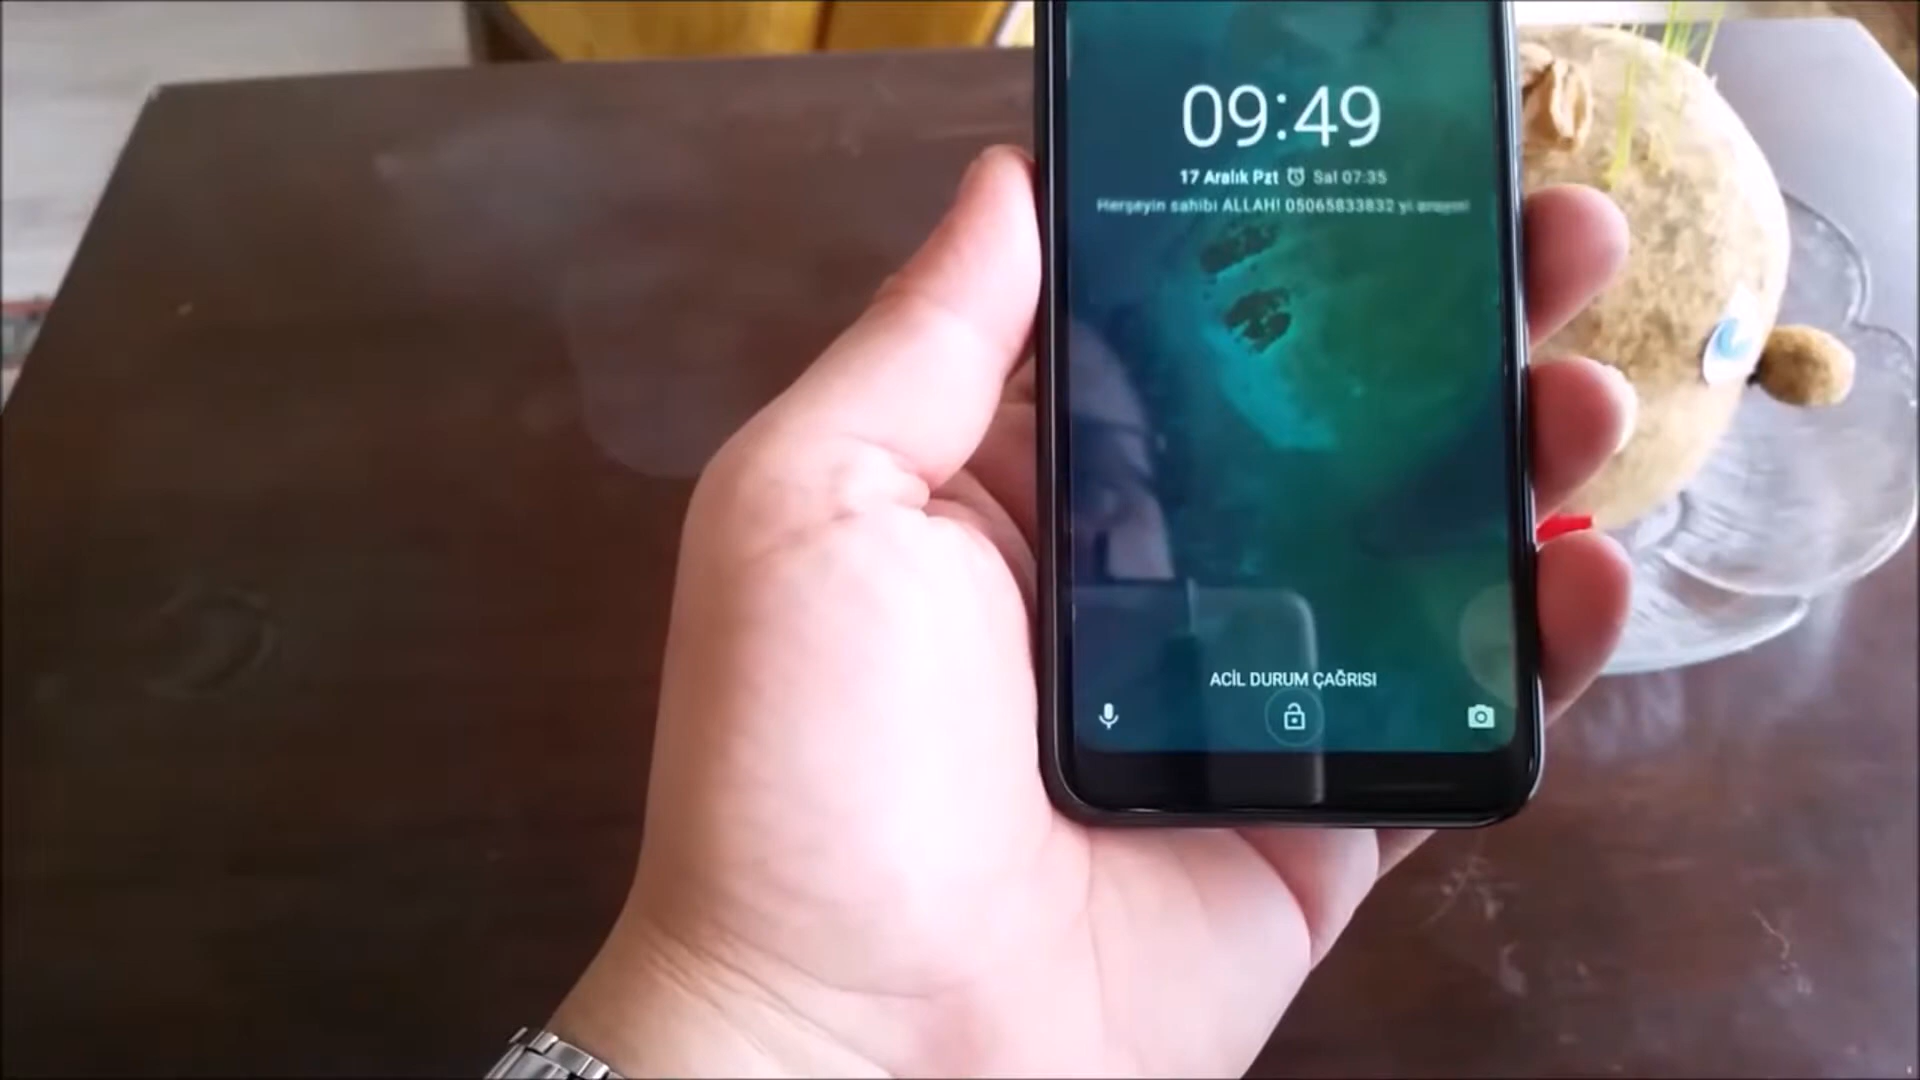 09:49
17 Aralık Pzt Sal 07:35
Herşeyin sahibi ALLAH! 05065833832 yi arayın!
ACİL DURUM ÇAĞRISI